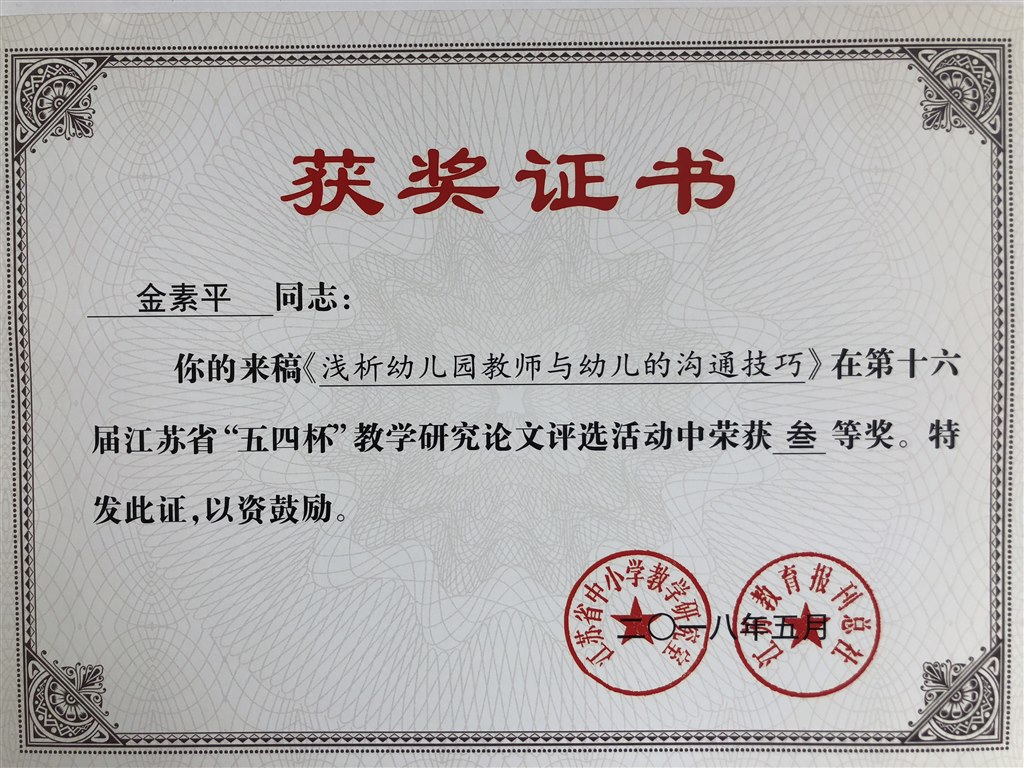 获奖证书
金素平 同志：
你的来稿《浅析幼儿园教师与幼儿的沟通技巧》在第十六
届江苏省“五四杯”教学研究论文评选活动中荣获 叁 等奖。特
发此证，以资鼓励。
江苏省中小学教学研究室
江苏教育报刊总社
二〇一八年五月